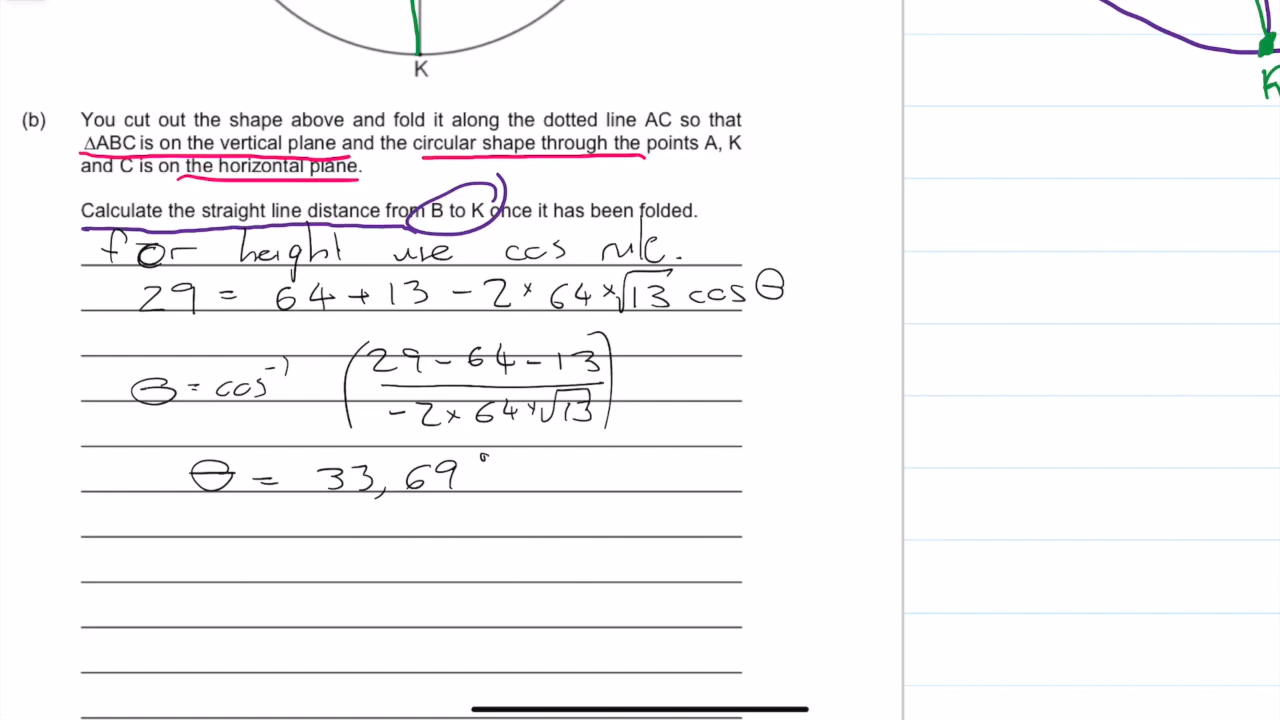 K
K
(b) You cut out the shape above and fold it along the dotted line AC so that
ΔABC is on the vertical plane and the circular shape through the points A, K
and C is on the horizontal plane.
Calculate the straight line distance from B to K once it has been folded.
for height use cos rule.
29 = 64 + 13 - 2 × 64 × √13 cos θ
θ = cos⁻¹ ( (29 - 64 - 13) / (-2 × 64 × √13) )
θ = 33,69°